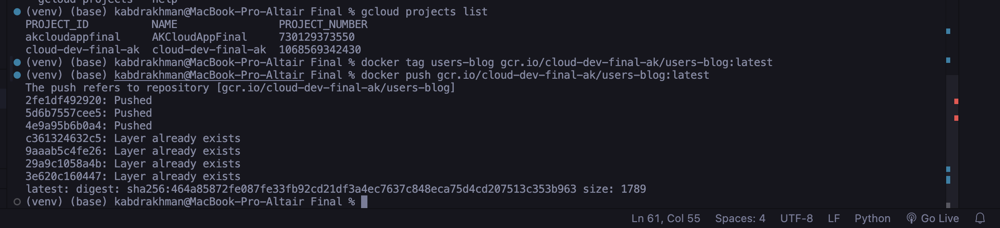 gcloud projects help
(venv) (base) kabdrakhman@MacBook-Pro-Altair Final % gcloud projects list
PROJECT_ID          NAME                PROJECT_NUMBER
akcloudappfinal     AKCloudAppFinal     730129373550
cloud-dev-final-ak  cloud-dev-final-ak  1068569342430
(venv) (base) kabdrakhman@MacBook-Pro-Altair Final % docker tag users-blog gcr.io/cloud-dev-final-ak/users-blog:latest
(venv) (base) kabdrakhman@MacBook-Pro-Altair Final % docker push gcr.io/cloud-dev-final-ak/users-blog:latest
The push refers to repository [gcr.io/cloud-dev-final-ak/users-blog]
2fe1df492920: Pushed
5d6b7557cee5: Pushed
4e9a95b6b0a4: Pushed
c361324632c5: Layer already exists
9aaab5c4fe26: Layer already exists
29a9c1058a4b: Layer already exists
3e620c160447: Layer already exists
latest: digest: sha256:464a85872fe087fe33fb92cd21df3a4ec7637c848eca75d4cd207513c353b963 size: 1789
(venv) (base) kabdrakhman@MacBook-Pro-Altair Final %
Ln 61, Col 55 Spaces: 4 UTF-8 LF Python Go Live